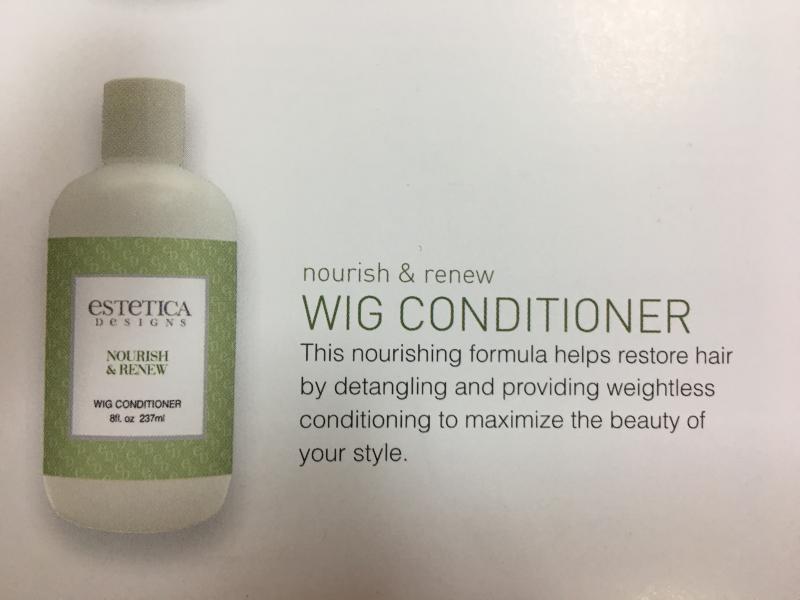 estetica
DesIGNS
NOURISH
& RENEW
WIG CONDITIONER
8fl. oz 237ml
nourish & renew
WIG CONDITIONER
This nourishing formula helps restore hair
by detangling and providing weightless
conditioning to maximize the beauty of
your style.